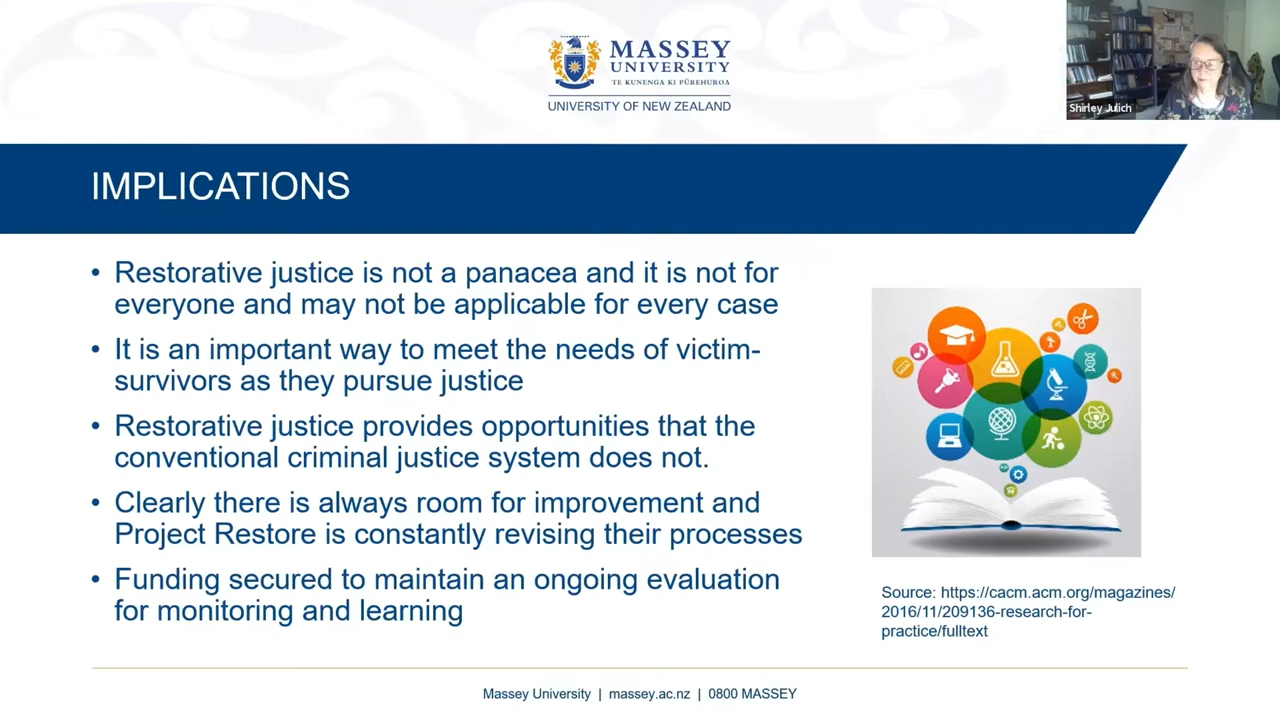 MASSEY
UNIVERSITY
TE KUNENGA KI PŪREHUROA
UNIVERSITY OF NEW ZEALAND
Shirley Julich
IMPLICATIONS
• Restorative justice is not a panacea and it is not for
everyone and may not be applicable for every case
• It is an important way to meet the needs of victim-
survivors as they pursue justice
• Restorative justice provides opportunities that the
conventional criminal justice system does not.
• Clearly there is always room for improvement and
Project Restore is constantly revising their processes
• Funding secured to maintain an ongoing evaluation
for monitoring and learning
Source: https://cacm.acm.org/magazines/
2016/11/209136-research-for-
practice/fulltext
Massey University | massey.ac.nz | 0800 MASSEY